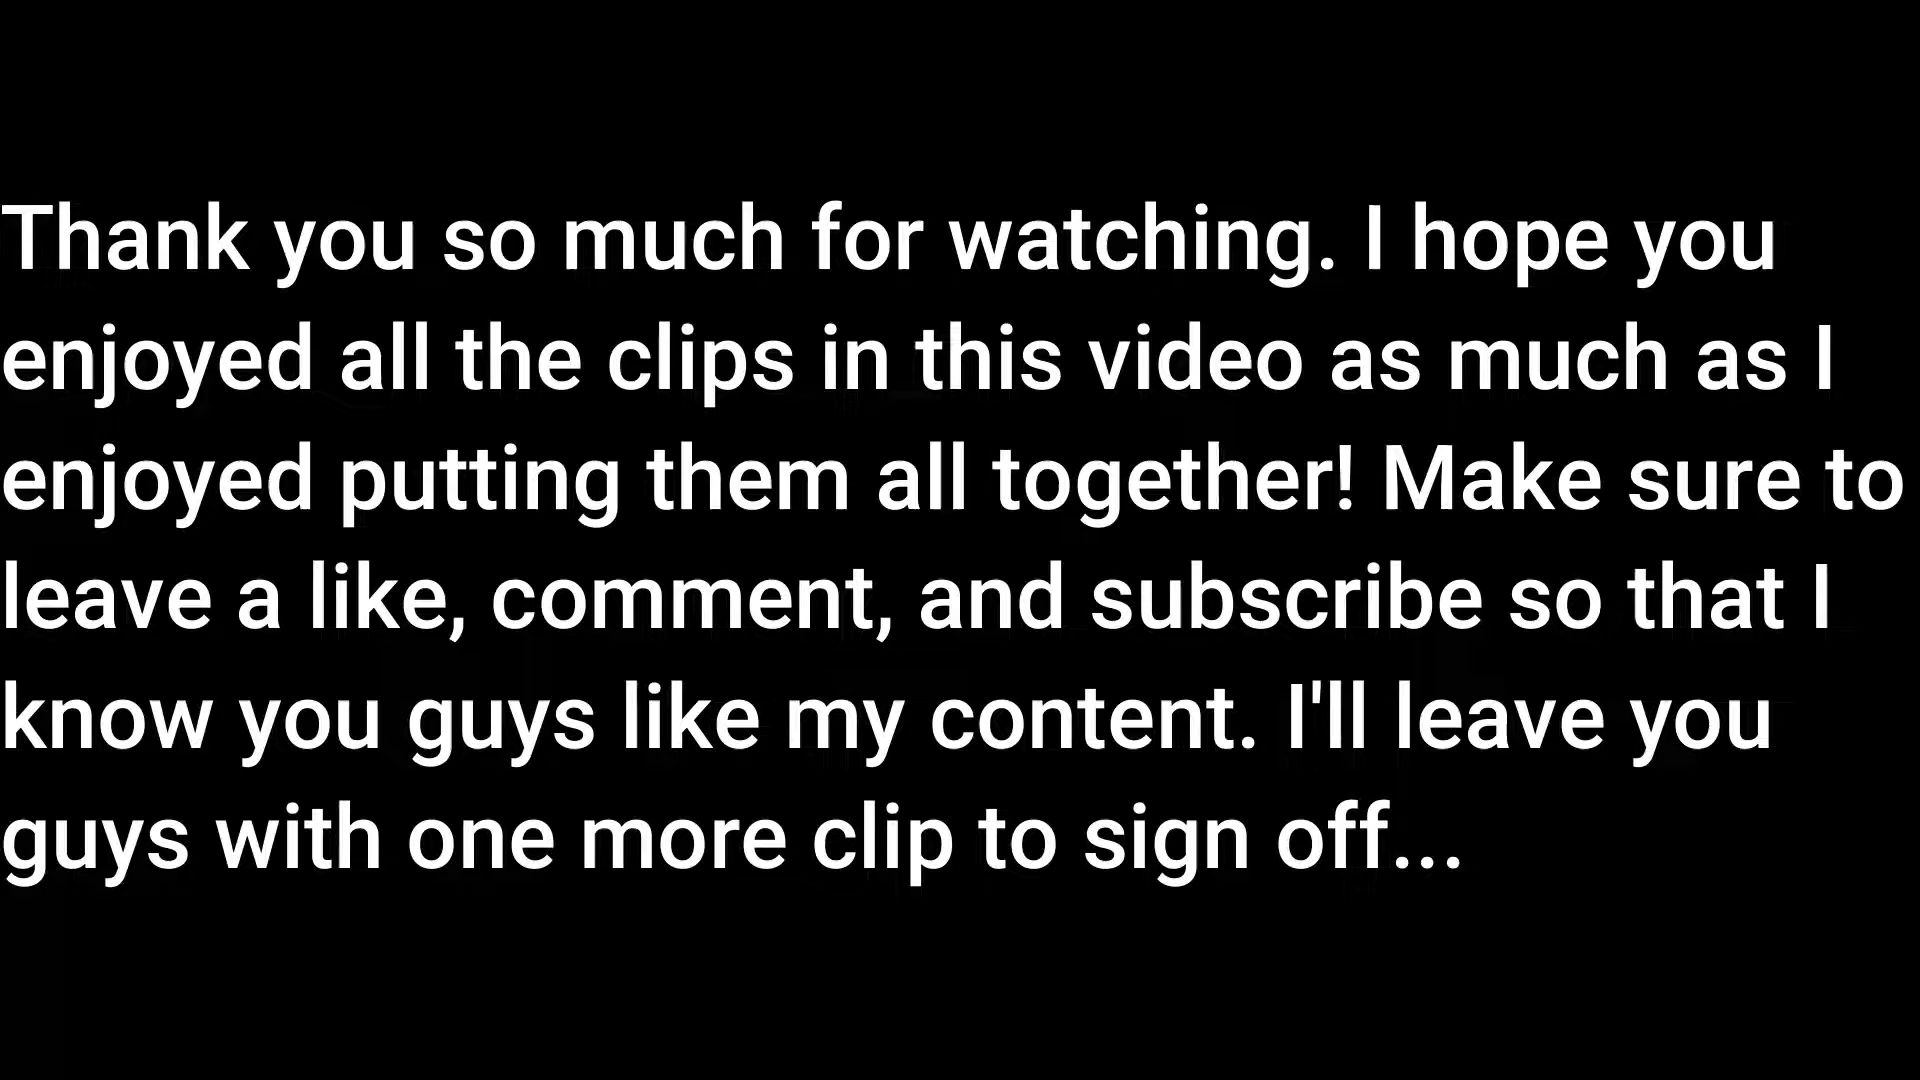 Thank you so much for watching. I hope you
enjoyed all the clips in this video as much as I
enjoyed putting them all together! Make sure to
leave a like, comment, and subscribe so that I
know you guys like my content. I'll leave you
guys with one more clip to sign off...